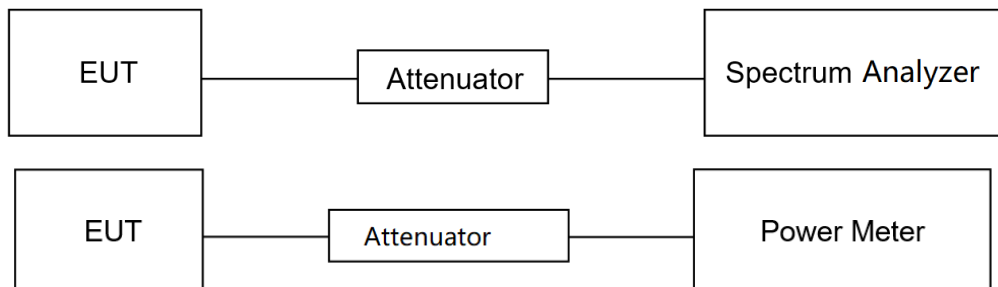 EUT
Attenuator
Spectrum Analyzer
EUT
Attenuator
Power Meter